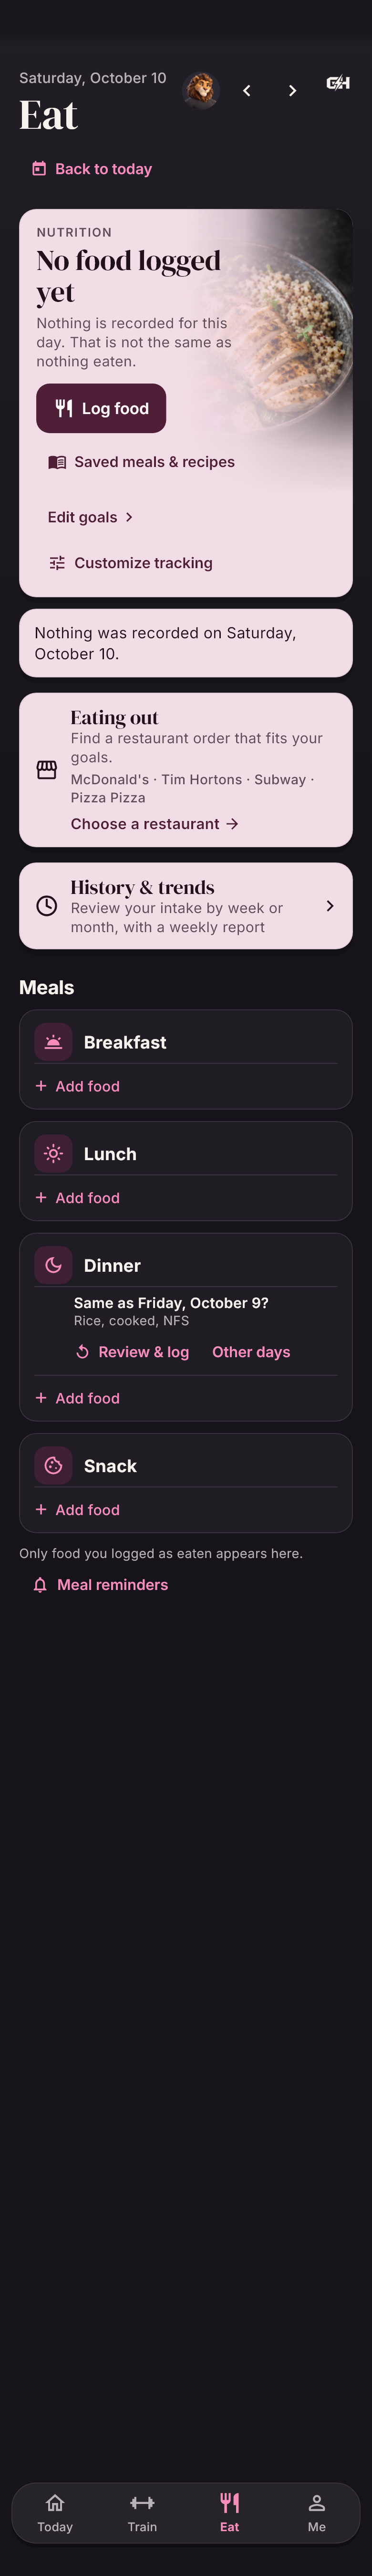 Saturday, October 10
Eat
GH
Back to today
NUTRITION
No food logged
yet
Nothing is recorded for this
day. That is not the same as
nothing eaten.
Log food
Saved meals & recipes
Edit goals
Customize tracking
Nothing was recorded on Saturday,
October 10.
Eating out
Find a restaurant order that fits your
goals.
McDonald's · Tim Hortons · Subway ·
Pizza Pizza
Choose a restaurant →
History & trends
Review your intake by week or
month, with a weekly report
Meals
Breakfast
+ Add food
Lunch
+ Add food
Dinner
Same as Friday, October 9?
Rice, cooked, NFS
Review & log Other days
+ Add food
Snack
+ Add food
Only food you logged as eaten appears here.
Meal reminders
Today Train Eat Me